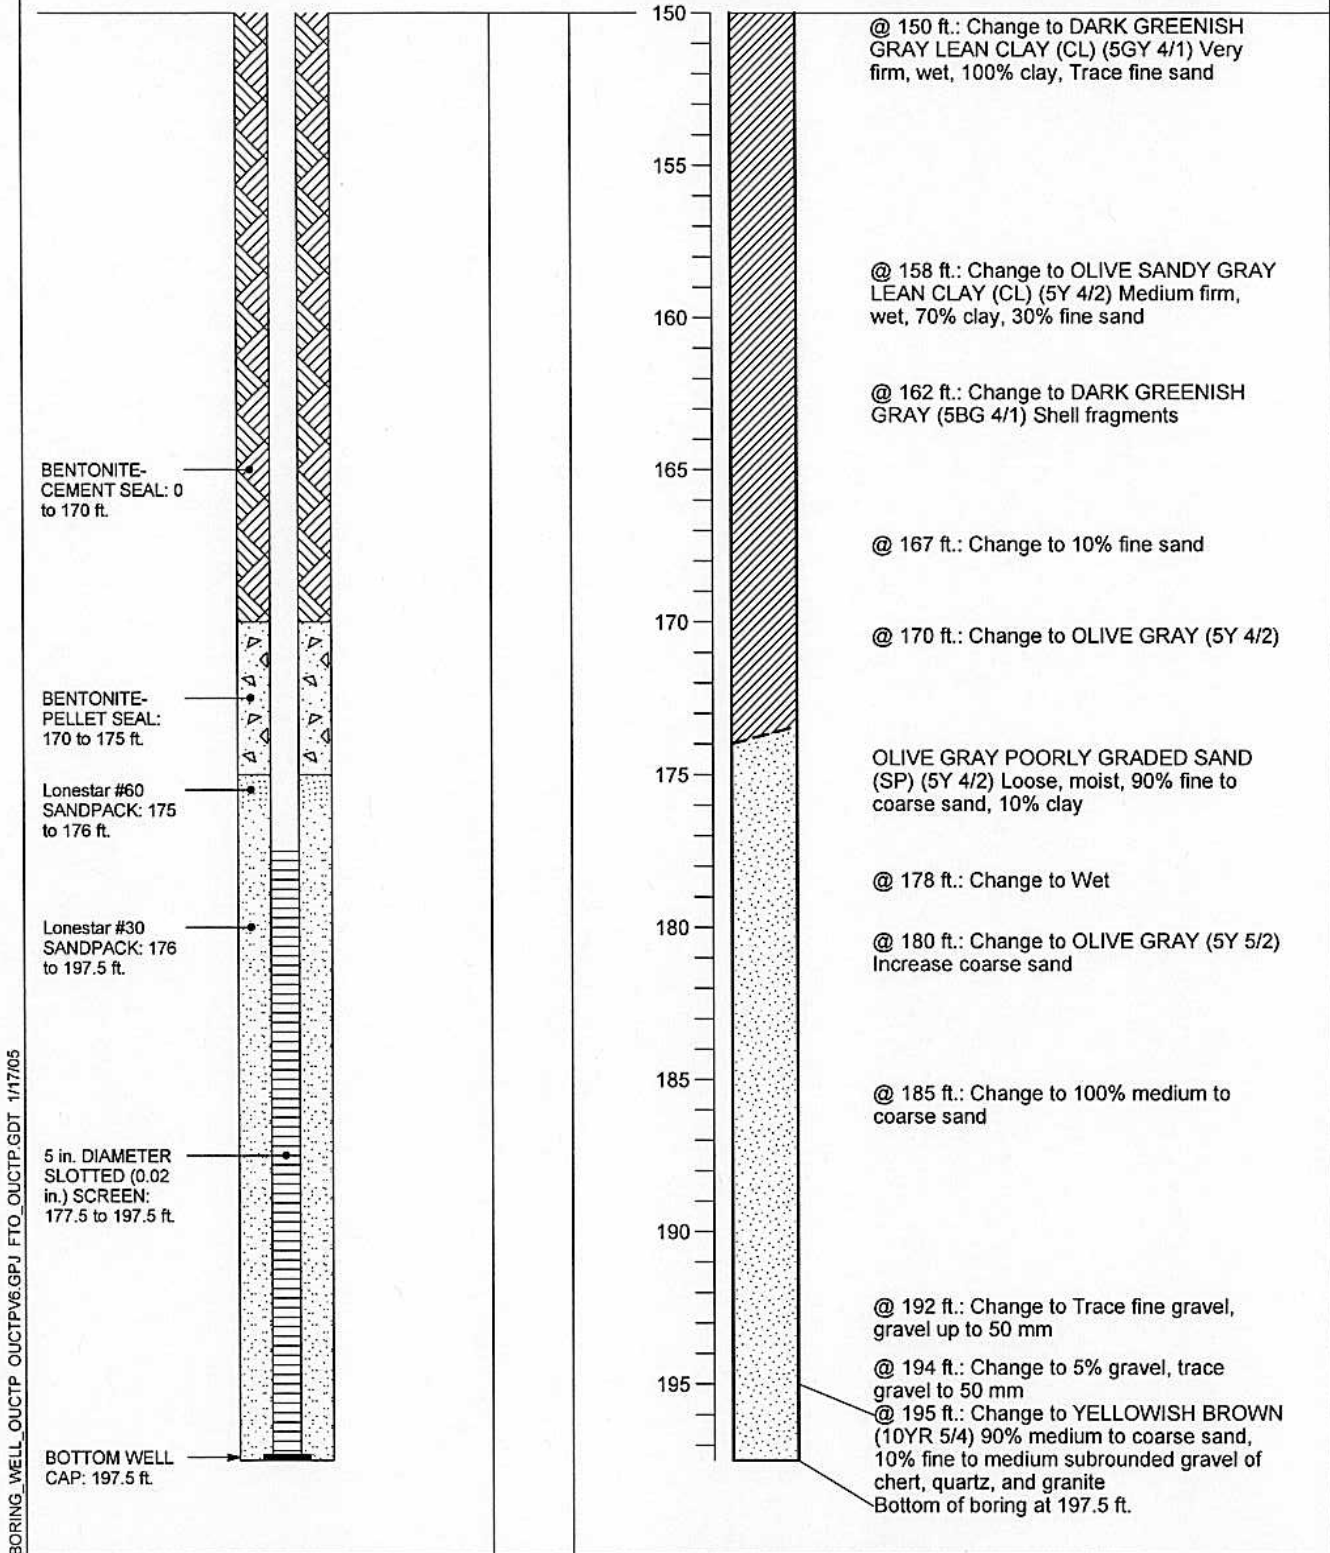 150
@ 150 ft.: Change to DARK GREENISH
GRAY LEAN CLAY (CL) (5GY 4/1) Very
firm, wet, 100% clay, Trace fine sand
155
@ 158 ft.: Change to OLIVE SANDY GRAY
LEAN CLAY (CL) (5Y 4/2) Medium firm,
wet, 70% clay, 30% fine sand
160
@ 162 ft.: Change to DARK GREENISH
GRAY (5BG 4/1) Shell fragments
BENTONITE-
CEMENT SEAL: 0
to 170 ft.
165
@ 167 ft.: Change to 10% fine sand
170
@ 170 ft.: Change to OLIVE GRAY (5Y 4/2)
BENTONITE-
PELLET SEAL:
170 to 175 ft.
OLIVE GRAY POORLY GRADED SAND
(SP) (5Y 4/2) Loose, moist, 90% fine to
coarse sand, 10% clay
175
Lonestar #60
SANDPACK: 175
to 176 ft.
@ 178 ft.: Change to Wet
Lonestar #30
SANDPACK: 176
to 197.5 ft.
180
@ 180 ft.: Change to OLIVE GRAY (5Y 5/2)
Increase coarse sand
185
@ 185 ft.: Change to 100% medium to
coarse sand
5 in. DIAMETER
SLOTTED (0.02
in.) SCREEN:
177.5 to 197.5 ft.
190
@ 192 ft.: Change to Trace fine gravel,
gravel up to 50 mm
@ 194 ft.: Change to 5% gravel, trace
gravel to 50 mm
195
@ 195 ft.: Change to YELLOWISH BROWN
(10YR 5/4) 90% medium to coarse sand,
10% fine to medium subrounded gravel of
chert, quartz, and granite
Bottom of boring at 197.5 ft.
BOTTOM WELL
CAP: 197.5 ft.
BORING_WELL_OUCTP OUCTPV6.GPJ FTO_OUCTP.GDT 1/17/05